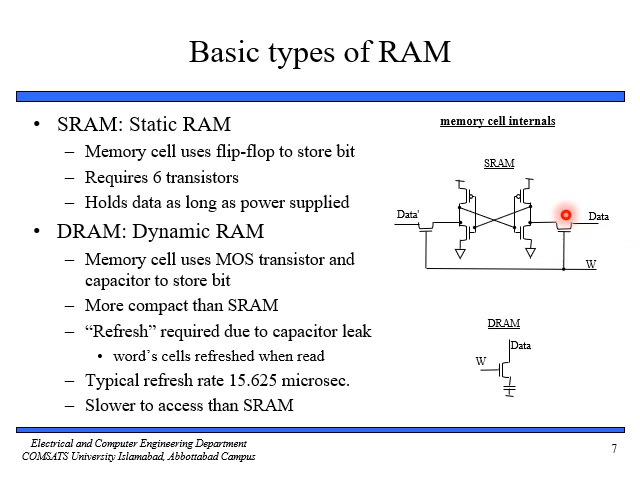 Basic types of RAM
• SRAM: Static RAM
– Memory cell uses flip-flop to store bit
– Requires 6 transistors
– Holds data as long as power supplied
• DRAM: Dynamic RAM
– Memory cell uses MOS transistor and
capacitor to store bit
– More compact than SRAM
– “Refresh” required due to capacitor leak
• word’s cells refreshed when read
– Typical refresh rate 15.625 microsec.
– Slower to access than SRAM
memory cell internals
SRAM
Data'
Data
W
DRAM
Data
W
Electrical and Computer Engineering Department
COMSATS University Islamabad, Abbottabad Campus
7